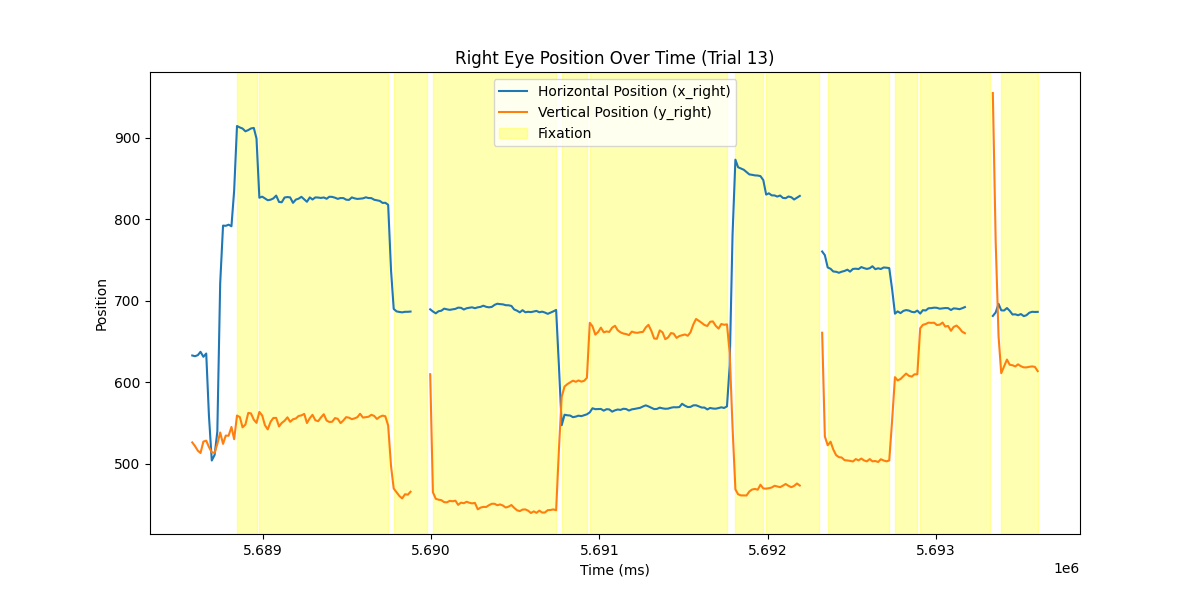 Right Eye Position Over Time (Trial 13)
Horizontal Position (x_right)
Vertical Position (y_right)
Fixation
Position
900
800
700
600
500
5.689 5.690 5.691 5.692 5.693
1e6
Time (ms)